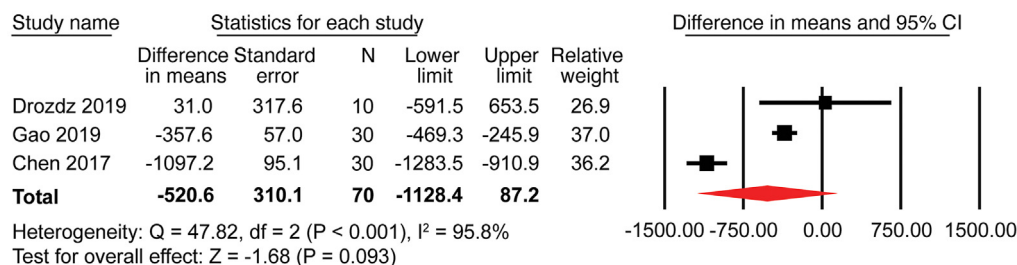 Study name Statistics for each study Difference in means and 95% CI
Difference in means Standard error N Lower limit Upper limit Relative weight
Drozdz 2019 31.0 317.6 10 -591.5 653.5 26.9
Gao 2019 -357.6 57.0 30 -469.3 -245.9 37.0
Chen 2017 -1097.2 95.1 30 -1283.5 -910.9 36.2
Total -520.6 310.1 70 -1128.4 87.2
Heterogeneity: Q = 47.82, df = 2 (P < 0.001), I² = 95.8%
Test for overall effect: Z = -1.68 (P = 0.093)
-1500.00 -750.00 0.00 750.00 1500.00